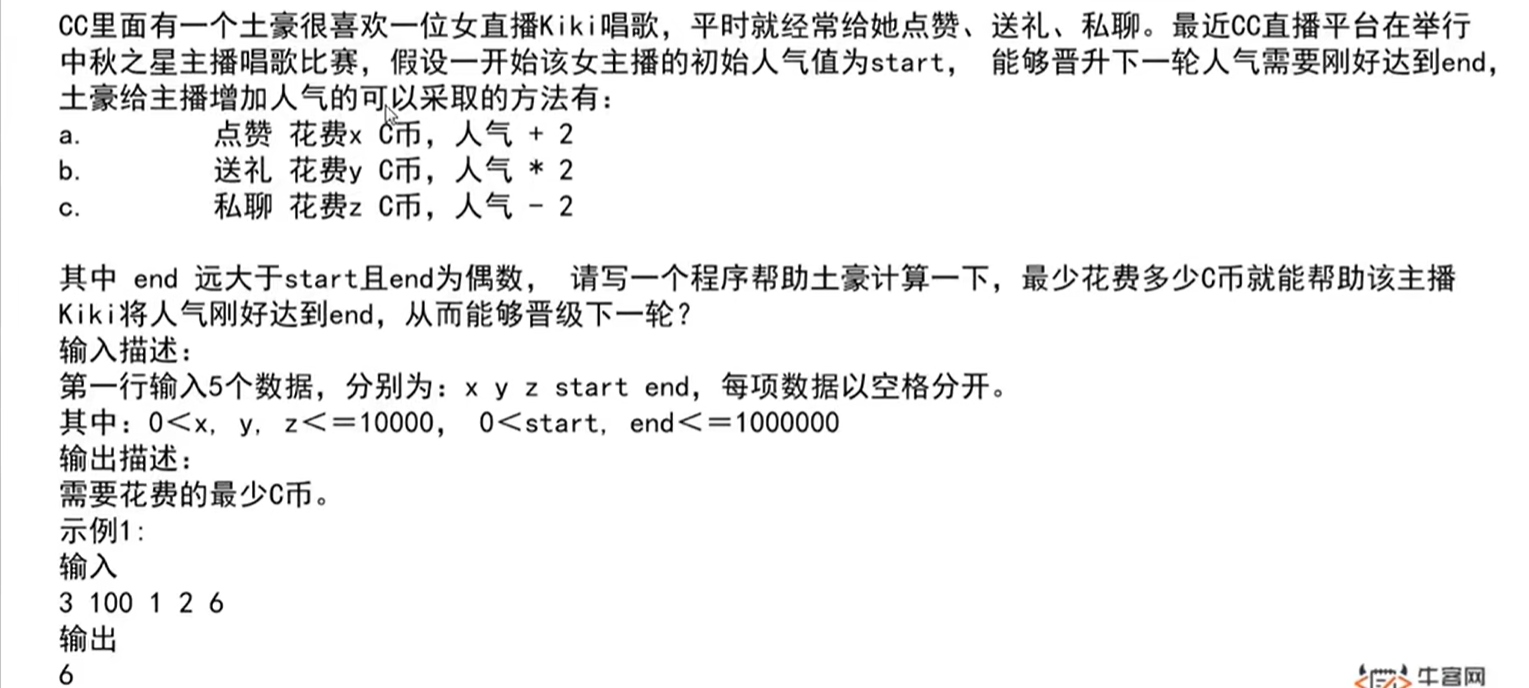 CC里面有一个土豪很喜欢一位女直播Kiki唱歌，平时就经常给她点赞、送礼、私聊。最近CC直播平台在举行
中秋之星主播唱歌比赛，假设一开始该女主播的初始人气值为start， 能够晋升下一轮人气需要刚好达到end，
土豪给主播增加人气的可以采取的方法有：
a. 点赞 花费x C币，人气 + 2
b. 送礼 花费y C币，人气 * 2
c. 私聊 花费z C币，人气 - 2
其中 end 远大于start且end为偶数， 请写一个程序帮助土豪计算一下，最少花费多少C币就能帮助该主播
Kiki将人气刚好达到end，从而能够晋级下一轮？
输入描述：
第一行输入5个数据，分别为：x y z start end，每项数据以空格分开。
其中：0＜x, y, z＜=10000， 0＜start, end＜=1000000
输出描述：
需要花费的最少C币。
示例1:
输入
3 100 1 2 6
输出
6
牛客网